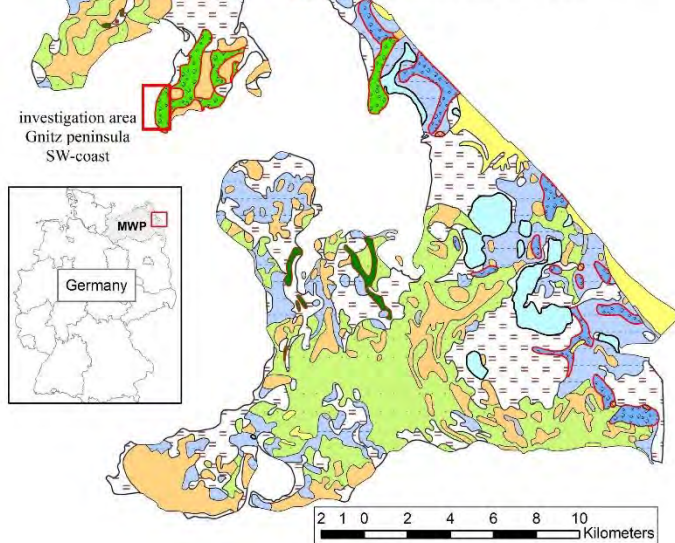 investigation area
Gnitz peninsula
SW-coast
MWP
Germany
2 1 0 2 4 6 8 10
Kilometers